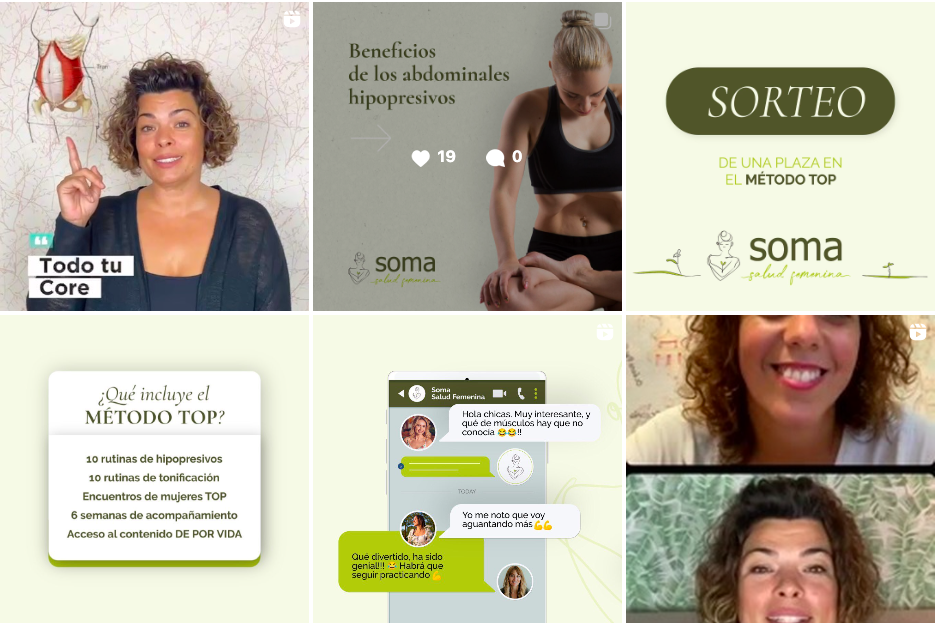 Todo tu
Core
Beneficios
de los abdominales
hipopresivos
19
0
soma
salud femenina
SORTEO
DE UNA PLAZA EN
EL MÉTODO TOP
soma
salud femenina
¿Qué incluye el
MÉTODO TOP?
10 rutinas de hipopresivos
10 rutinas de tonificación
Encuentros de mujeres TOP
6 semanas de acompañamiento
Acceso al contenido DE POR VIDA
Soma
Salud Femenina
Hola chicas. Muy interesante, y
qué de músculos hay que no
conocía 😂😂!!
TODAY
Yo me noto que voy
aguantando más💪💪
Qué divertido, ha sido
genial!!! 😂 Habrá que
seguir practicando 💪